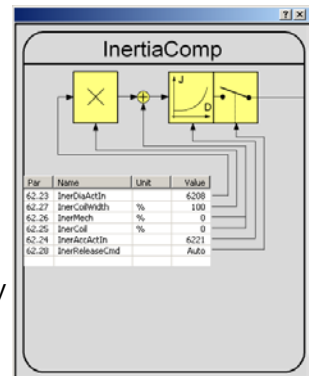 InertiaComp
J
D
Par Name Unit Value
62.23 InerDiaActIn 6208
62.27 InerCoilWidth % 100
62.26 InerMech % 0
62.25 InerCoil % 0
62.24 InerAccActIn 6221
62.28 InerReleaseCmd Auto
y